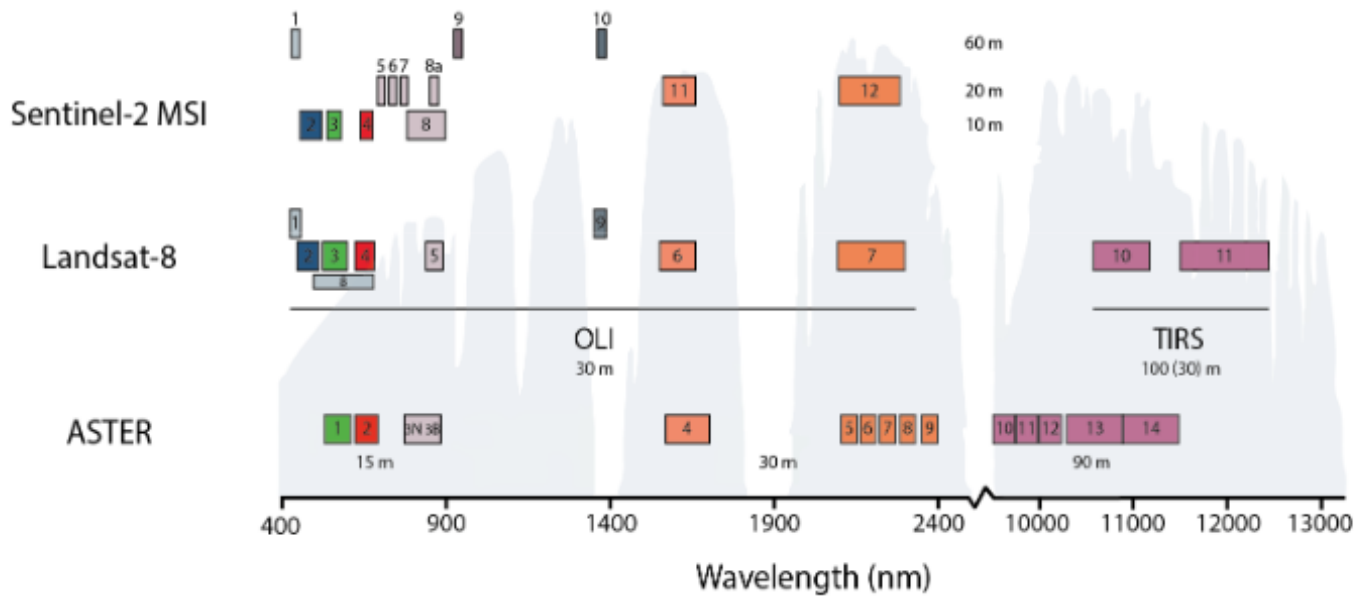 1 9 10
60 m
5 6 7 8a
11 12 20 m
Sentinel-2 MSI
2 3 4 8 10 m
1 9
Landsat-8
2 3 4 5 6 7 10 11
8
OLI TIRS
30 m 100 (30) m
ASTER
1 2 3N 3B 4 5 6 7 8 9 10 11 12 13 14
15 m 30 m 90 m
400 900 1400 1900 2400 10000 11000 12000 13000
Wavelength (nm)